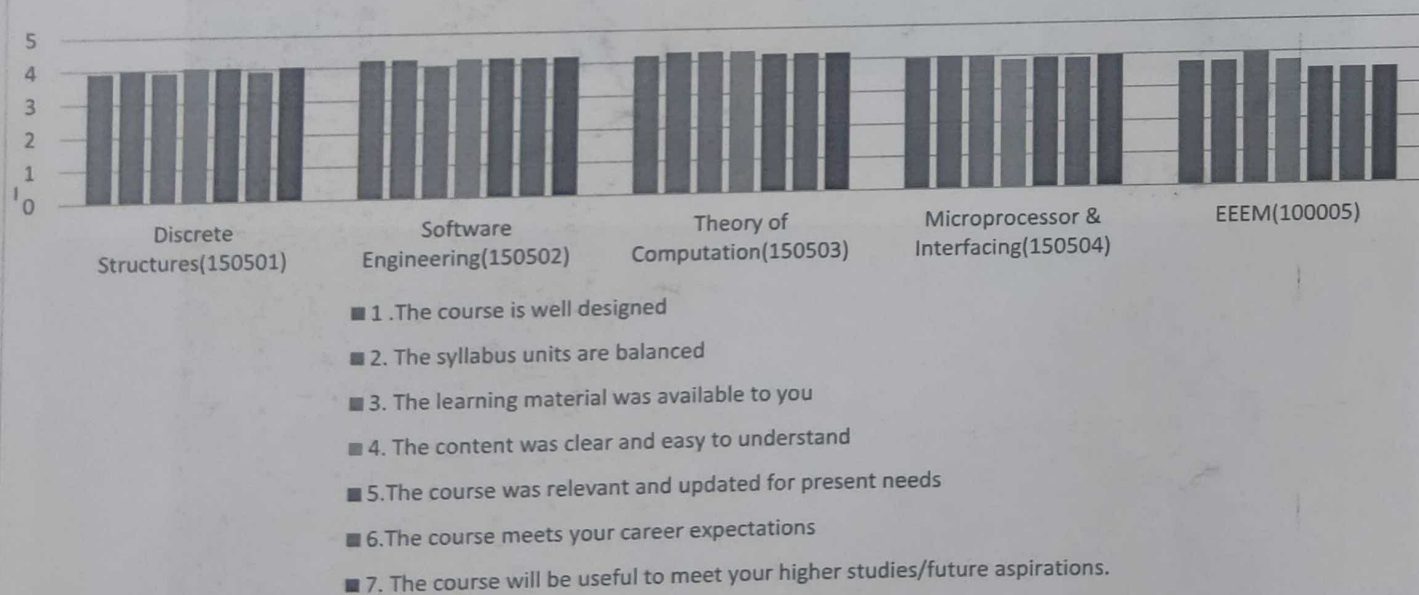 5
4
3
2
1
0
Discrete
Structures(150501)
Software
Engineering(150502)
Theory of
Computation(150503)
Microprocessor &
Interfacing(150504)
EEEM(100005)
1 .The course is well designed
2. The syllabus units are balanced
3. The learning material was available to you
4. The content was clear and easy to understand
5.The course was relevant and updated for present needs
6.The course meets your career expectations
7. The course will be useful to meet your higher studies/future aspirations.